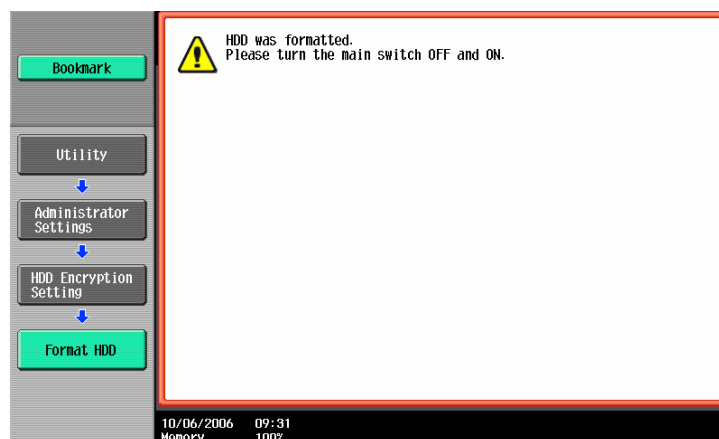 HDD was formatted.
Please turn the main switch OFF and ON.
Bookmark
Utility
Administrator
Settings
HDD Encryption
Setting
Format HDD
10/06/2006 09:31
Memory 100%